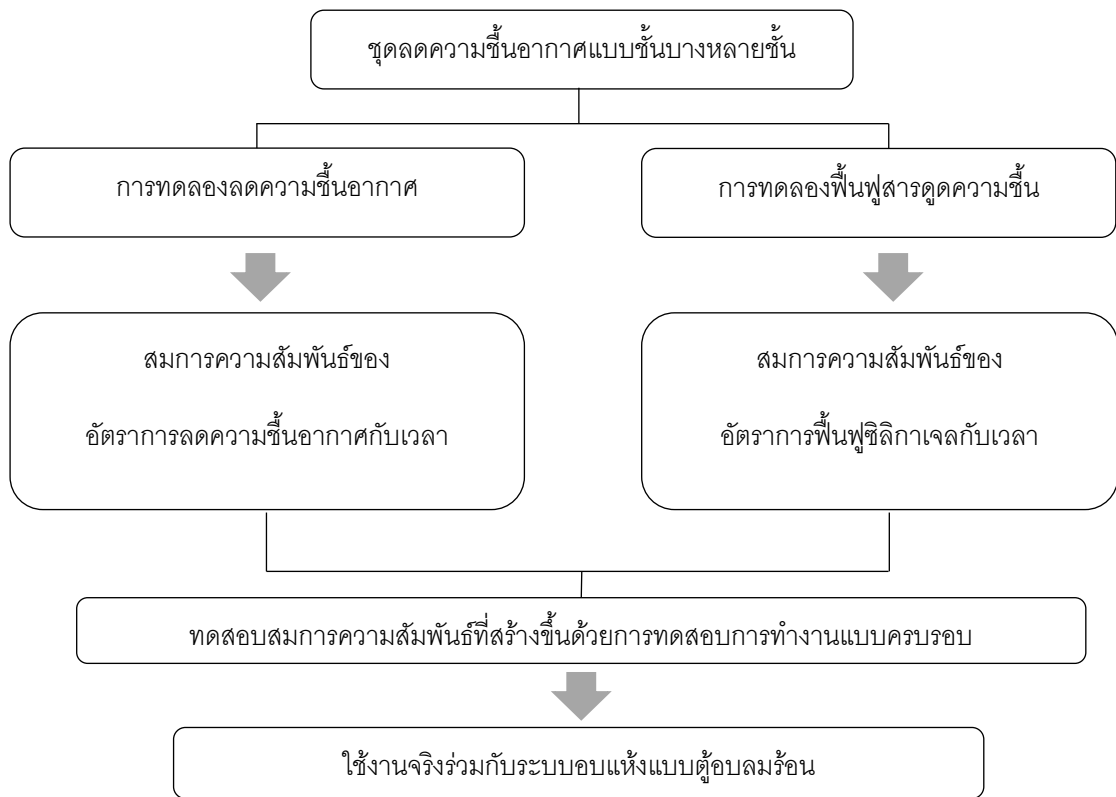 ชุดลดความชื้นอากาศแบบชั้นบางหลายชั้น
การทดลองลดความชื้นอากาศ
การทดลองฟื้นฟูสารดูดความชื้น
สมการความสัมพันธ์ของ
อัตราการลดความชื้นอากาศกับเวลา
สมการความสัมพันธ์ของ
อัตราการฟื้นฟูซิลิกาเจลกับเวลา
ทดสอบสมการความสัมพันธ์ที่สร้างขึ้นด้วยการทดสอบการทำงานแบบครบรอบ
ใช้งานจริงร่วมกับระบบอบแห้งแบบตู้อบลมร้อน